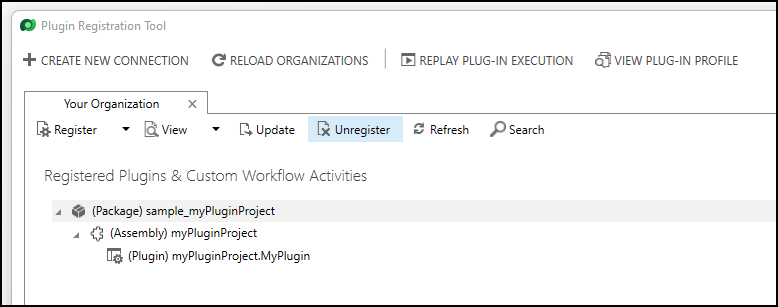 Plugin Registration Tool
CREATE NEW CONNECTION RELOAD ORGANIZATIONS REPLAY PLUG-IN EXECUTION VIEW PLUG-IN PROFILE
Your Organization
Register View Update Unregister Refresh Search
Registered Plugins & Custom Workflow Activities
(Package) sample_myPluginProject
(Assembly) myPluginProject
(Plugin) myPluginProject.MyPlugin